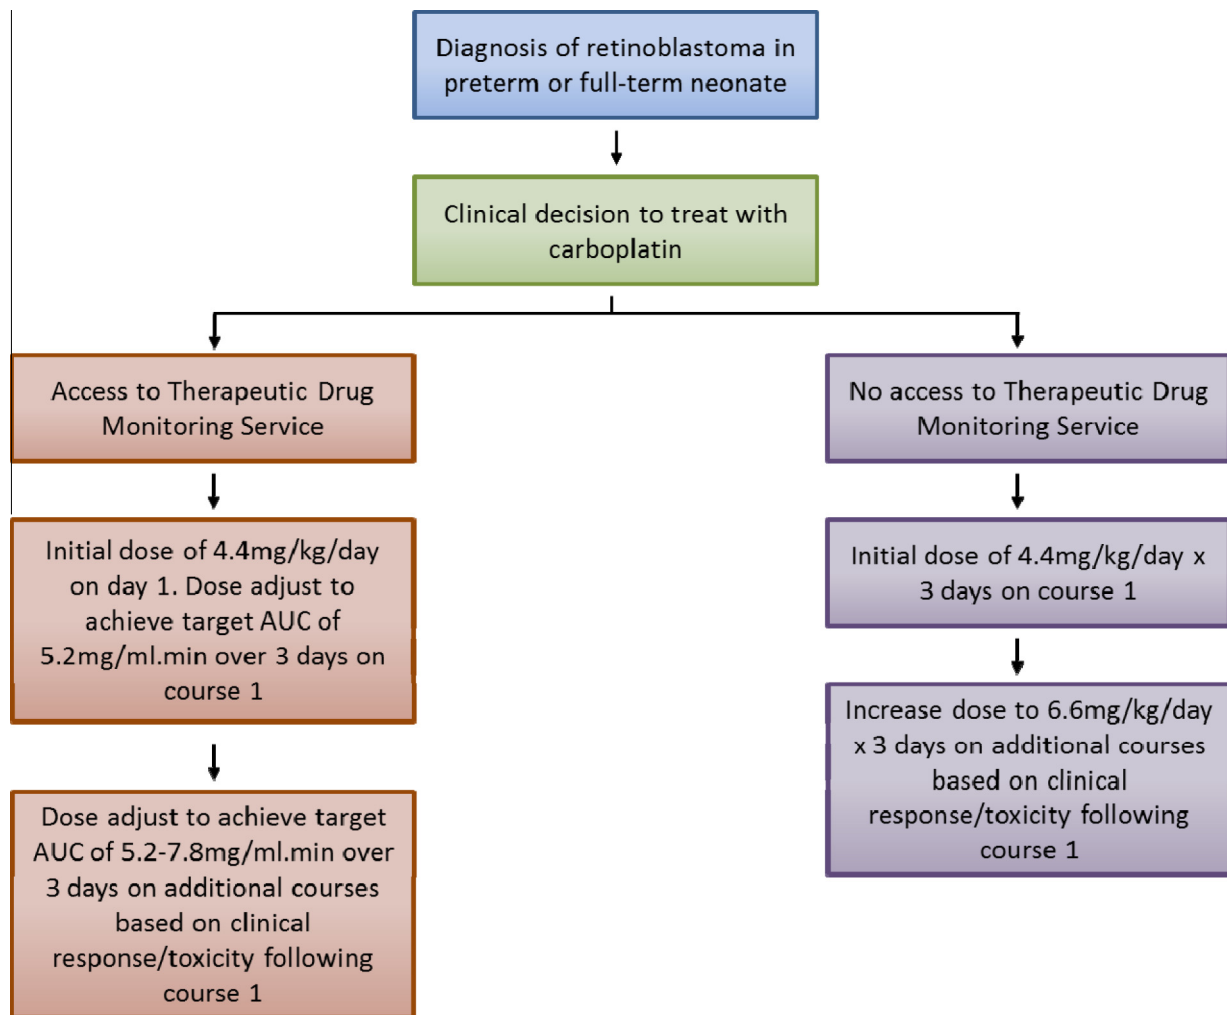 Diagnosis of retinoblastoma in
preterm or full-term neonate
Clinical decision to treat with
carboplatin
Access to Therapeutic Drug
Monitoring Service
Initial dose of 4.4mg/kg/day
on day 1. Dose adjust to
achieve target AUC of
5.2mg/ml.min over 3 days on
course 1
Dose adjust to achieve target
AUC of 5.2-7.8mg/ml.min over
3 days on additional courses
based on clinical
response/toxicity following
course 1
No access to Therapeutic Drug
Monitoring Service
Initial dose of 4.4mg/kg/day x
3 days on course 1
Increase dose to 6.6mg/kg/day
x 3 days on additional courses
based on clinical
response/toxicity following
course 1